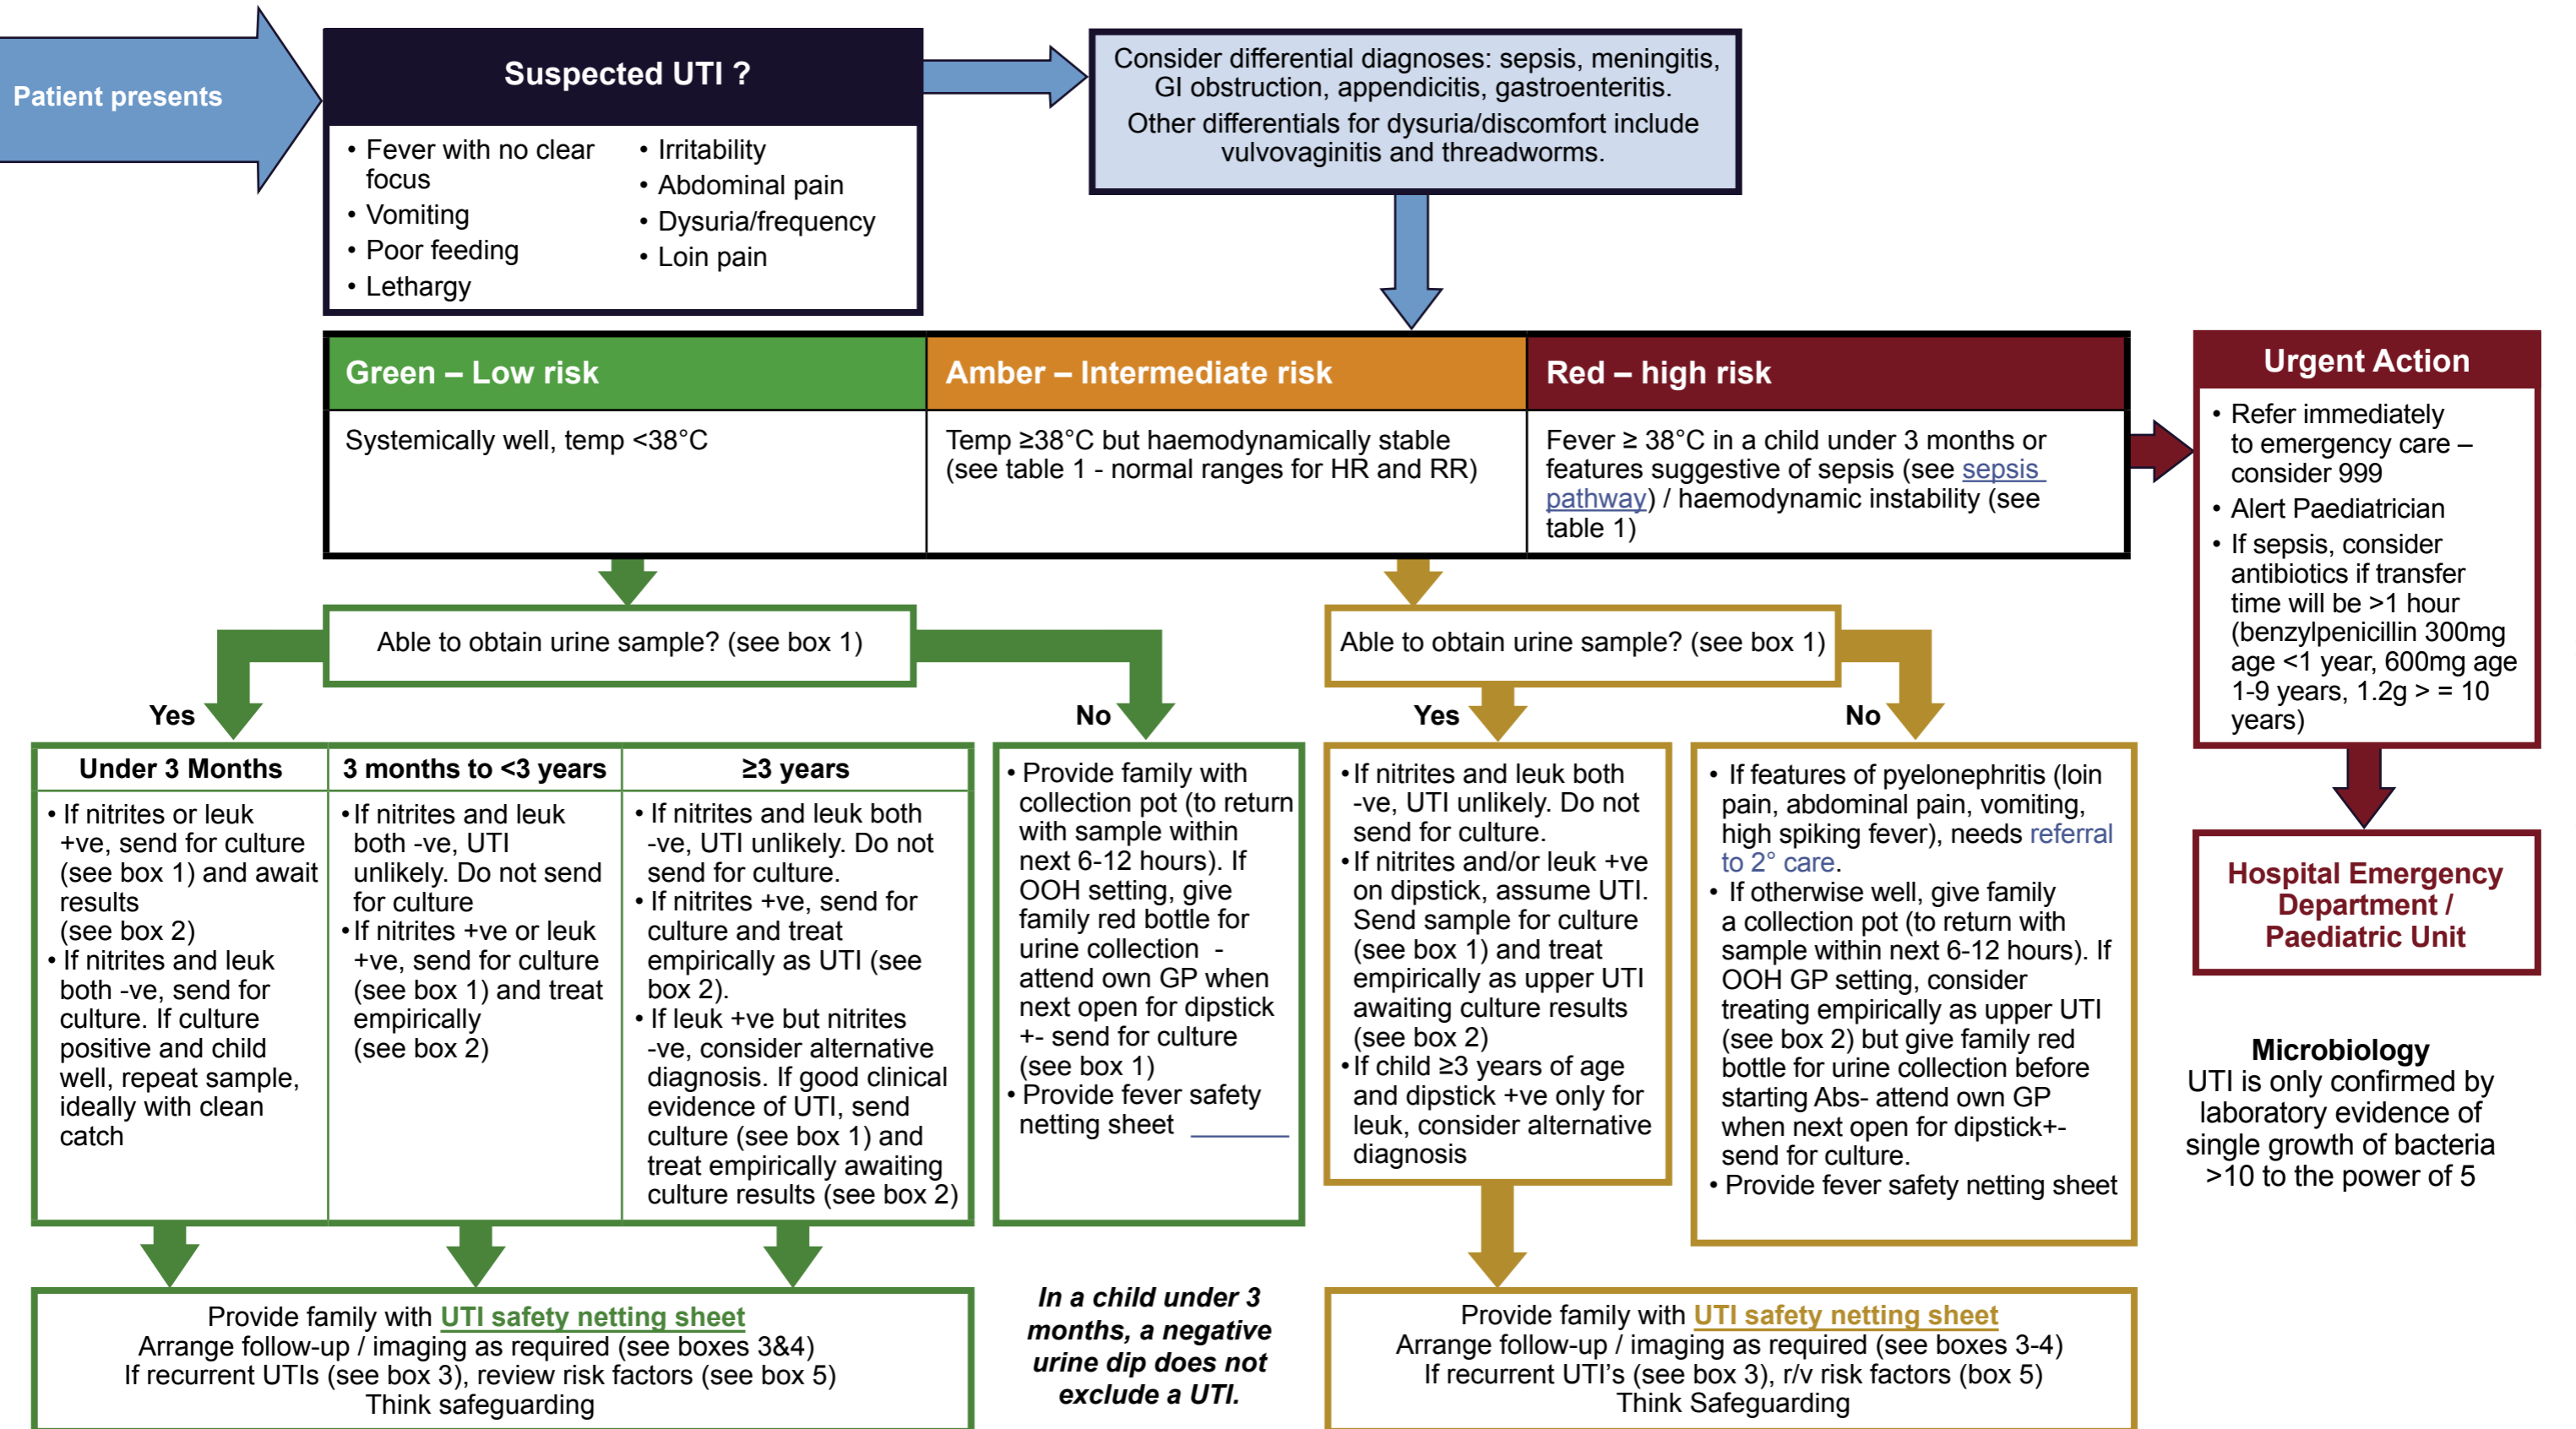 Patient presents
Suspected UTI ?
• Fever with no clear
focus
• Vomiting
• Poor feeding
• Lethargy
• Irritability
• Abdominal pain
• Dysuria/frequency
• Loin pain
Consider differential diagnoses: sepsis, meningitis,
GI obstruction, appendicitis, gastroenteritis.
Other differentials for dysuria/discomfort include
vulvovaginitis and threadworms.
Green – Low risk
Systemically well, temp <38°C
Amber – Intermediate risk
Temp ≥38°C but haemodynamically stable
(see table 1 - normal ranges for HR and RR)
Red – high risk
Fever ≥ 38°C in a child under 3 months or
features suggestive of sepsis (see sepsis
pathway) / haemodynamic instability (see
table 1)
Urgent Action
• Refer immediately
to emergency care –
consider 999
• Alert Paediatrician
• If sepsis, consider
antibiotics if transfer
time will be >1 hour
(benzylpenicillin 300mg
age <1 year, 600mg age
1-9 years, 1.2g > = 10
years)
Able to obtain urine sample? (see box 1)
Yes
No
Able to obtain urine sample? (see box 1)
Yes
No
Under 3 Months
• If nitrites or leuk
+ve, send for culture
(see box 1) and await
results
(see box 2)
• If nitrites and leuk
both -ve, send for
culture. If culture
positive and child
well, repeat sample,
ideally with clean
catch
3 months to <3 years
• If nitrites and leuk
both -ve, UTI
unlikely. Do not send
for culture
• If nitrites +ve or leuk
+ve, send for culture
(see box 1) and treat
empirically
(see box 2)
≥3 years
• If nitrites and leuk both
-ve, UTI unlikely. Do not
send for culture.
• If nitrites +ve, send for
culture and treat
empirically as UTI (see
box 2).
• If leuk +ve but nitrites
-ve, consider alternative
diagnosis. If good clinical
evidence of UTI, send
culture (see box 1) and
treat empirically awaiting
culture results (see box 2)
• Provide family with
collection pot (to return
with sample within
next 6-12 hours). If
OOH setting, give
family red bottle for
urine collection -
attend own GP when
next open for dipstick
+- send for culture
(see box 1)
• Provide fever safety
netting sheet
• If nitrites and leuk both
-ve, UTI unlikely. Do not
send for culture.
• If nitrites and/or leuk +ve
on dipstick, assume UTI.
Send sample for culture
(see box 1) and treat
empirically as upper UTI
awaiting culture results
(see box 2)
• If child ≥3 years of age
and dipstick +ve only for
leuk, consider alternative
diagnosis
• If features of pyelonephritis (loin
pain, abdominal pain, vomiting,
high spiking fever), needs referral
to 2° care.
• If otherwise well, give family
a collection pot (to return with
sample within next 6-12 hours). If
OOH GP setting, consider
treating empirically as upper UTI
(see box 2) but give family red
bottle for urine collection before
starting Abs- attend own GP
when next open for dipstick+-
send for culture.
• Provide fever safety netting sheet
Hospital Emergency
Department /
Paediatric Unit
Microbiology
UTI is only confirmed by
laboratory evidence of
single growth of bacteria
>10 to the power of 5
Provide family with UTI safety netting sheet
Arrange follow-up / imaging as required (see boxes 3&4)
If recurrent UTIs (see box 3), review risk factors (see box 5)
Think safeguarding
In a child under 3
months, a negative
urine dip does not
exclude a UTI.
Provide family with UTI safety netting sheet
Arrange follow-up / imaging as required (see boxes 3-4)
If recurrent UTI's (see box 3), r/v risk factors (box 5)
Think Safeguarding